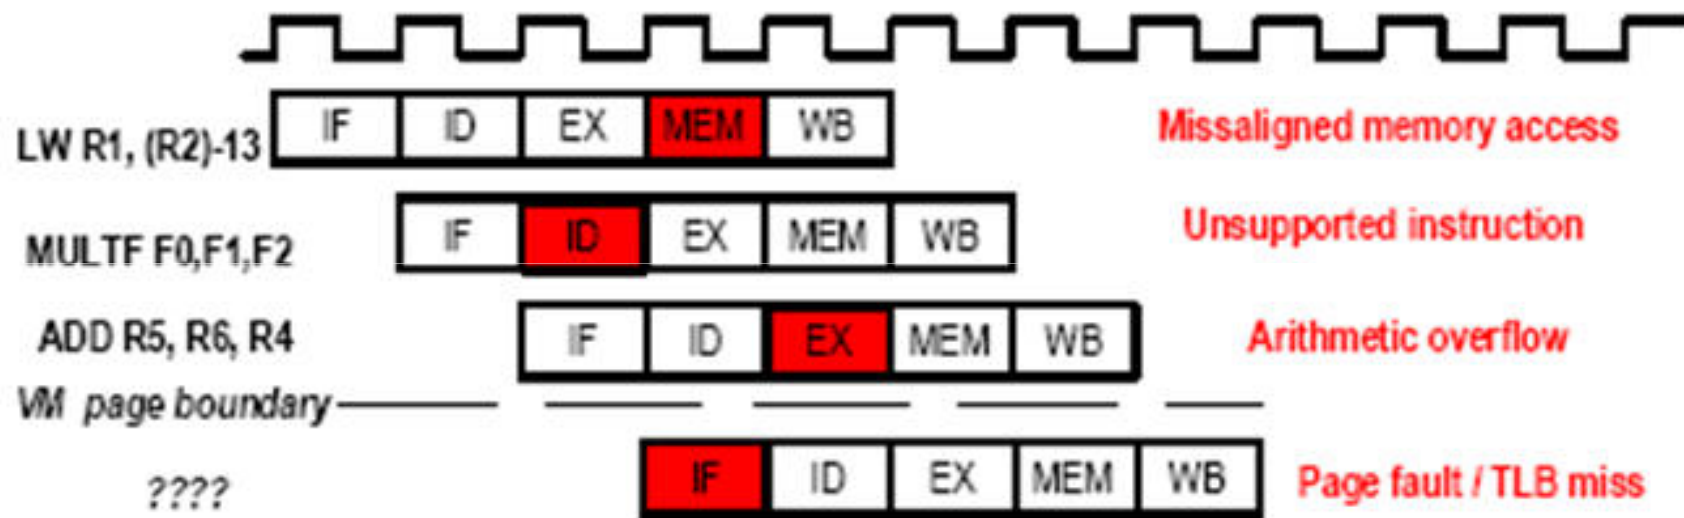 LW R1, (R2)-13 IF ID EX MEM WB Missaligned memory access
MULTF F0,F1,F2 IF ID EX MEM WB Unsupported instruction
ADD R5, R6, R4 IF ID EX MEM WB Arithmetic overflow
VM page boundary
???? IF ID EX MEM WB Page fault / TLB miss